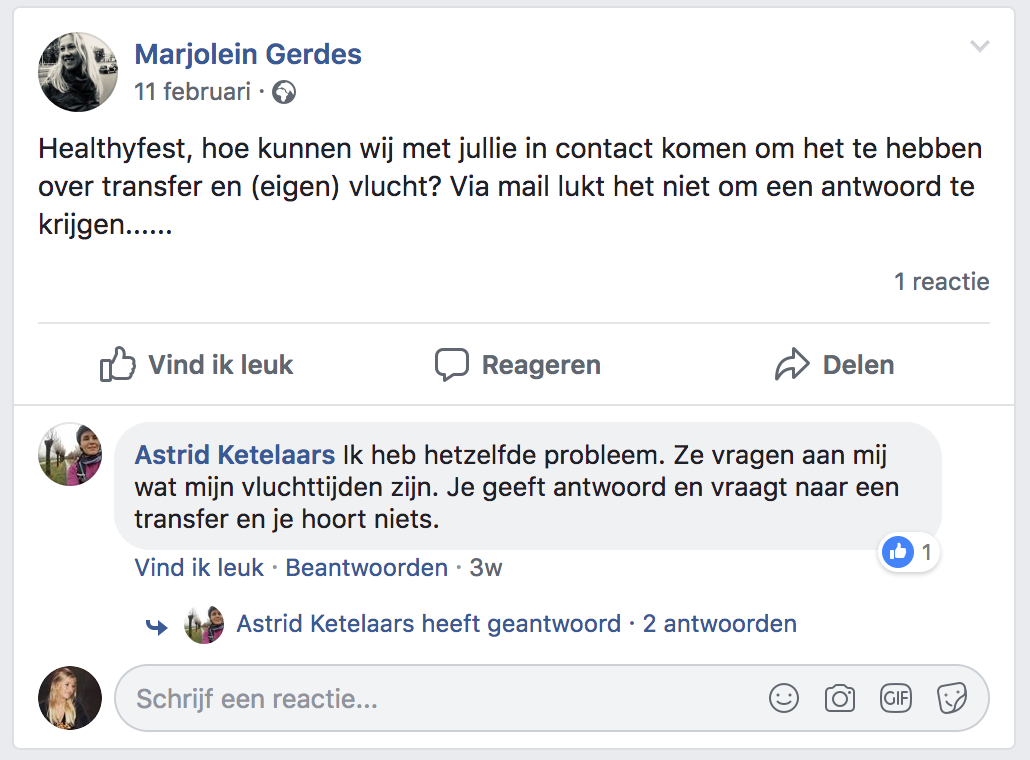 Marjolein Gerdes
11 februari ·
Healthyfest, hoe kunnen wij met jullie in contact komen om het te hebben
over transfer en (eigen) vlucht? Via mail lukt het niet om een antwoord te
krijgen......
1 reactie
Vind ik leuk
Reageren
Delen
Astrid Ketelaars Ik heb hetzelfde probleem. Ze vragen aan mij
wat mijn vluchttijden zijn. Je geeft antwoord en vraagt naar een
transfer en je hoort niets.
1
Vind ik leuk · Beantwoorden · 3w
Astrid Ketelaars heeft geantwoord · 2 antwoorden
Schrijf een reactie...
GIF